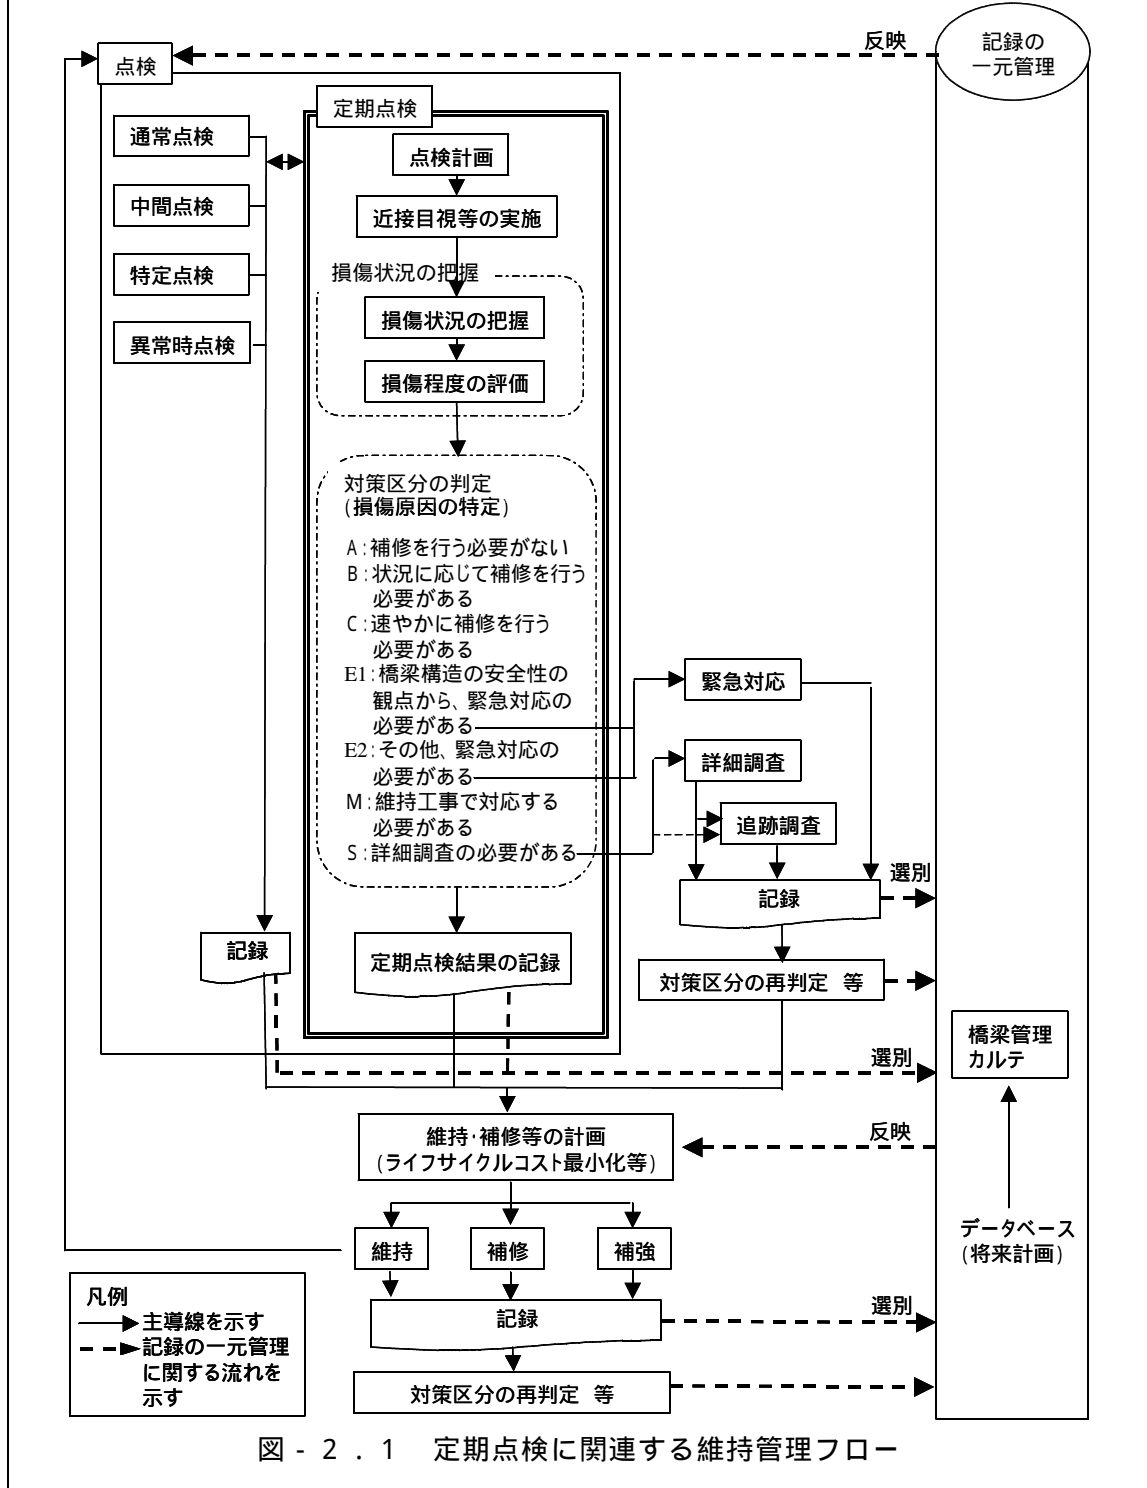 反映
記録の
一元管理
点検
定期点検
通常点検
中間点検
特定点検
異常時点検
点検計画
近接目視等の実施
損傷状況の把握
損傷状況の把握
損傷程度の評価
対策区分の判定
(損傷原因の特定)
A:補修を行う必要がない
B:状況に応じて補修を行う
必要がある
C:速やかに補修を行う
必要がある
E1:橋梁構造の安全性の
観点から、緊急対応の
必要がある
E2:その他、緊急対応の
必要がある
M:維持工事で対応する
必要がある
S:詳細調査の必要がある
緊急対応
詳細調査
追跡調査
記録
選別
記録
定期点検結果の記録
対策区分の再判定 等
橋梁管理
カルテ
選別
維持・補修等の計画
(ライフサイクルコスト最小化等)
反映
維持
補修
補強
データベース
(将来計画)
記録
選別
対策区分の再判定 等
凡例
主導線を示す
記録の一元管理
に関する流れを
示す
図-2.1 定期点検に関連する維持管理フロー